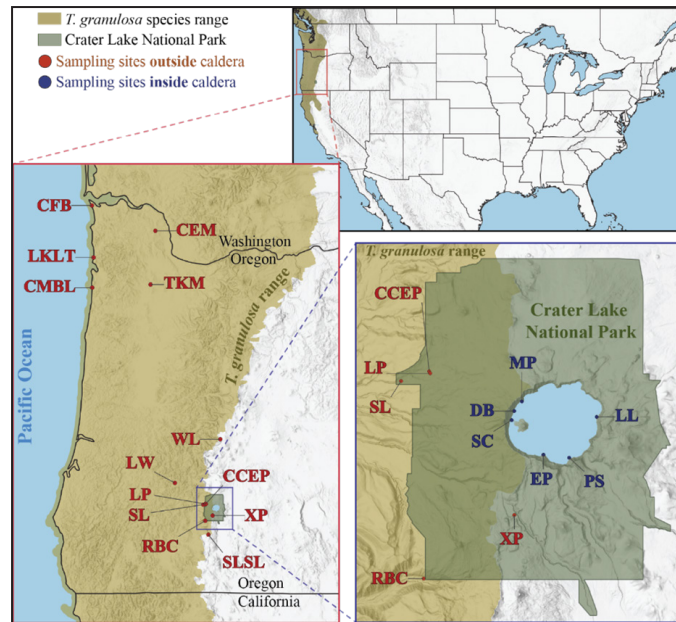 T. granulosa species range
Crater Lake National Park
Sampling sites outside caldera
Sampling sites inside caldera
CFB
CEM
Washington
Oregon
LKLT
CMBL
TKM
T. granulosa range
Pacific Ocean
WL
LW
CCEP
LP
SL
XP
RBC
SLSL
Oregon
California
T. granulosa range
CCEP
Crater Lake
National Park
LP
MP
SL
DB
LL
SC
EP
PS
XP
RBC